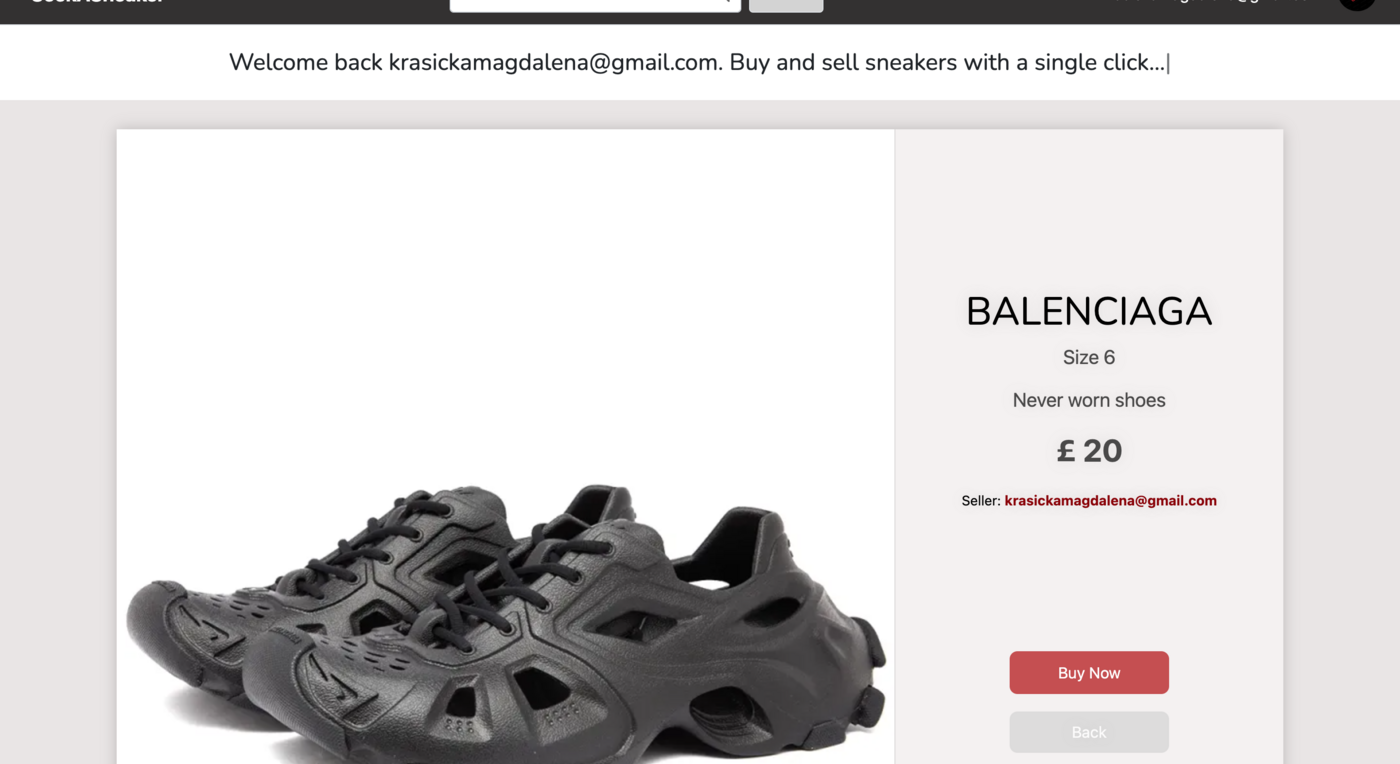 Welcome back krasickamagdalena@gmail.com. Buy and sell sneakers with a single click...|
BALENCIAGA
Size 6
Never worn shoes
£ 20
Seller: krasickamagdalena@gmail.com
Buy Now
Back